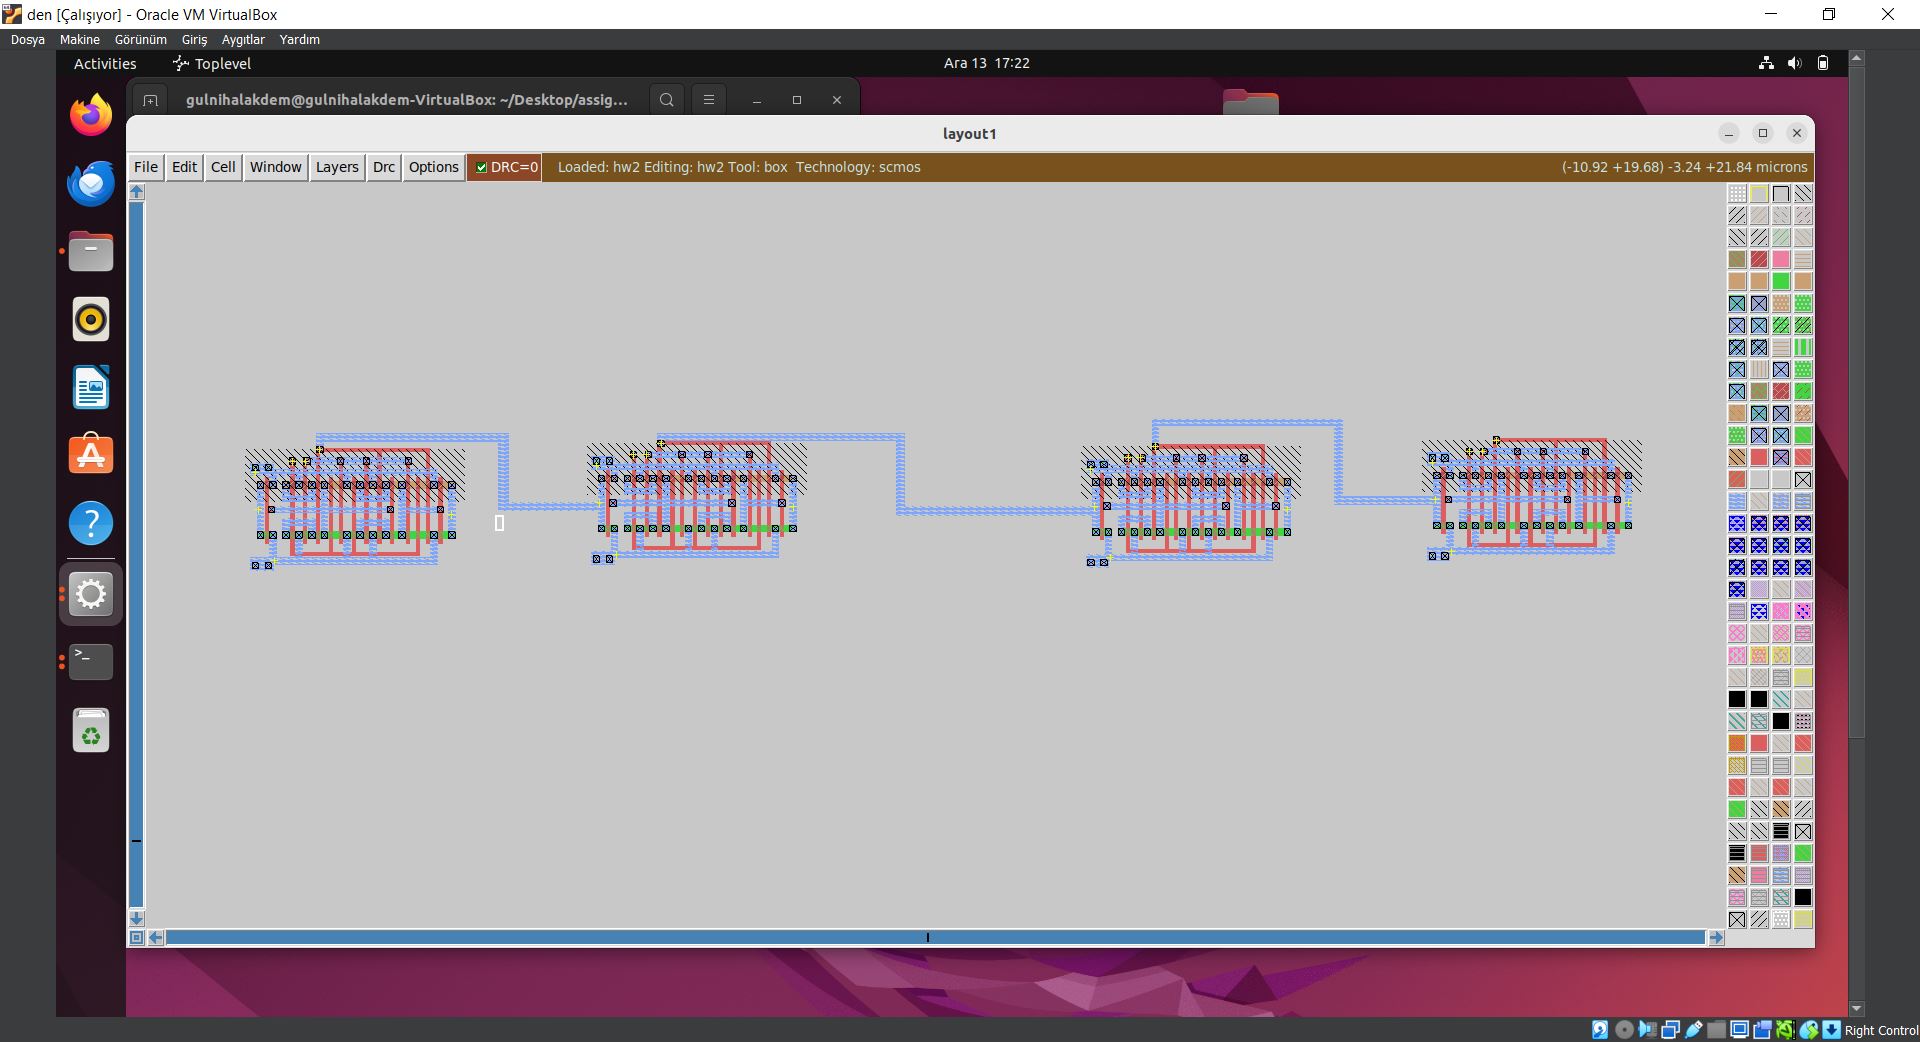 den [Çalışıyor] - Oracle VM VirtualBox
Dosya Makine Görünüm Giriş Aygıtlar Yardım
Activities Toplevel Ara 13 17:22
gulnihalakdem@gulnihalakdem-VirtualBox: ~/Desktop/assig...
layout1
File Edit Cell Window Layers Drc Options DRC=0 Loaded: hw2 Editing: hw2 Tool: box Technology: scmos (-10.92 +19.68) -3.24 +21.84 microns
Right Control